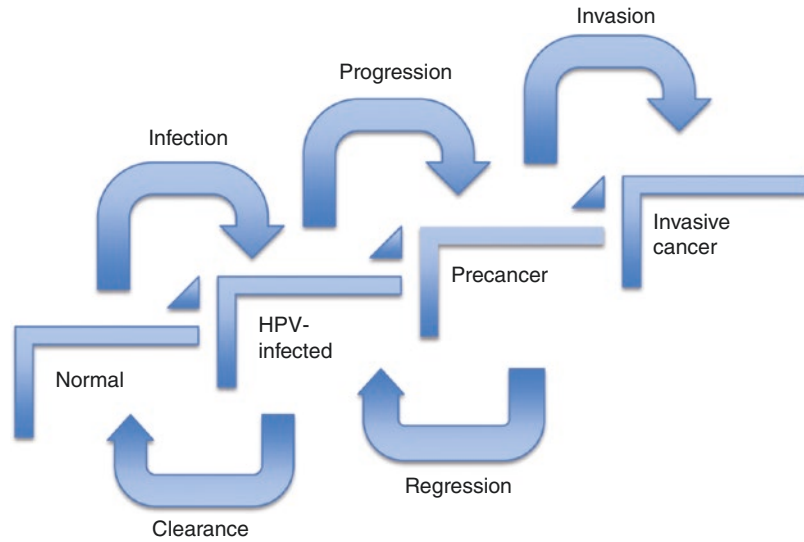 Invasion
Progression
Infection
Invasive
cancer
Precancer
HPV-
infected
Normal
Regression
Clearance